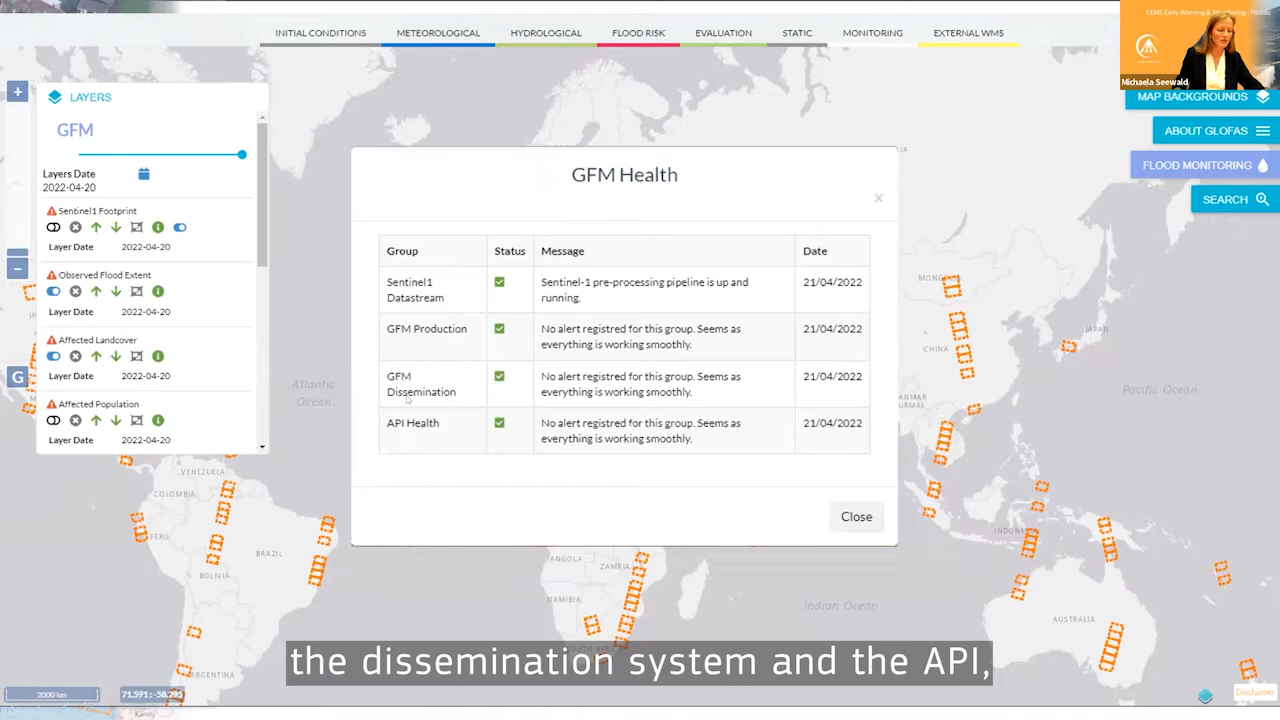 CEMS Early Warning & Monitoring - Floods
INITIAL CONDITIONS METEOROLOGICAL HYDROLOGICAL FLOOD RISK EVALUATION STATIC MONITORING EXTERNAL WMS
Michaela Seewald
MAP BACKGROUNDS
ABOUT GLOFAS
FLOOD MONITORING
SEARCH
+
LAYERS
GFM
Layers Date
2022-04-20
Sentinel1 Footprint
Layer Date 2022-04-20
Observed Flood Extent
Layer Date 2022-04-20
Affected Landcover
Layer Date 2022-04-20
Affected Population
Layer Date 2022-04-20
−
G
GFM Health
×
Group Status Message Date
Sentinel1 Datastream
Sentinel-1 pre-processing pipeline is up and
running.
21/04/2022
GFM Production
No alert registred for this group. Seems as
everything is working smoothly.
21/04/2022
GFM
Dissemination
No alert registred for this group. Seems as
everything is working smoothly.
21/04/2022
API Health
No alert registred for this group. Seems as
everything is working smoothly.
21/04/2022
Close
Atlantic
Ocean
CHINA
JAPAN
Pacific Ocean
VENEZUELA
COLOMBIA
PERU
BRAZIL
BOLIVIA
ANGOLA
ZAMBIA
NAMIBIA
Indian Ocean
AUSTRALIA
the dissemination system and the API,
2000 km
71.591 : -58.295
Disclaimer